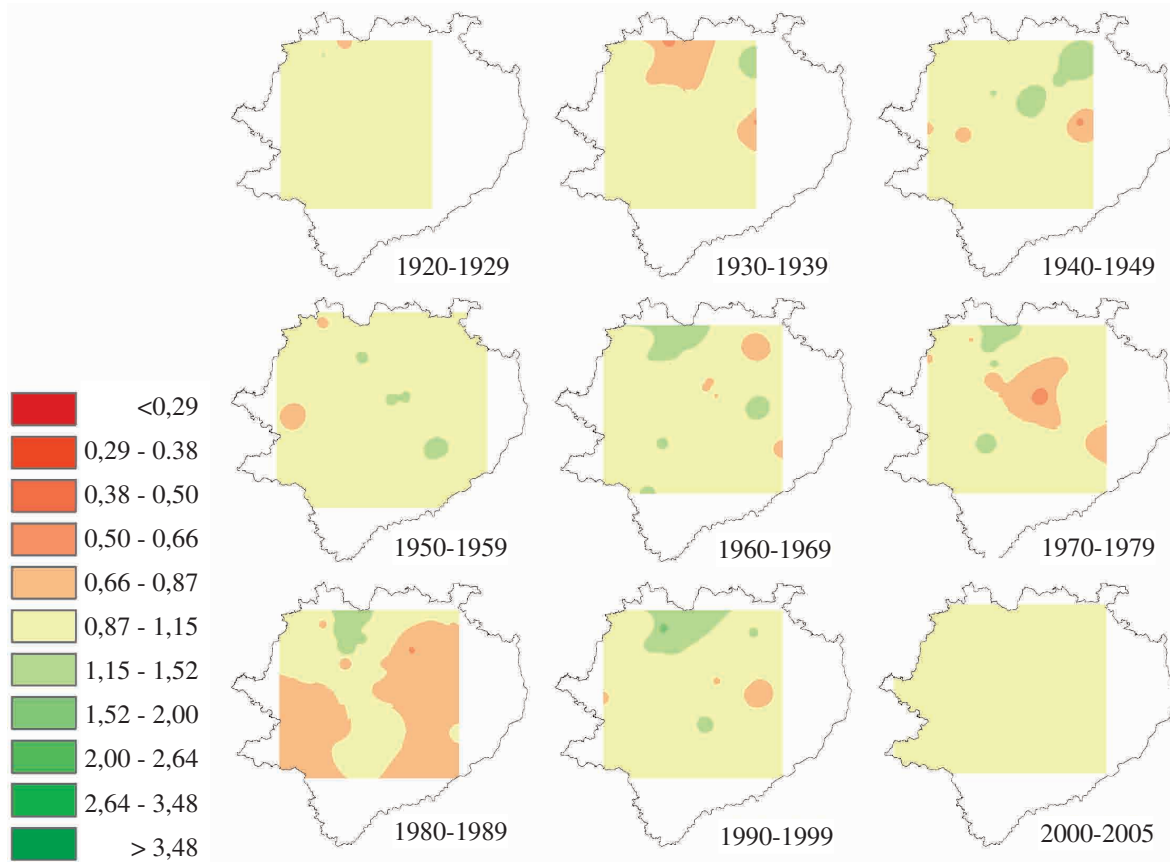 1920-1929
1930-1939
1940-1949
1950-1959
1960-1969
1970-1979
1980-1989
1990-1999
2000-2005
<0,29
0,29 - 0.38
0,38 - 0,50
0,50 - 0,66
0,66 - 0,87
0,87 - 1,15
1,15 - 1,52
1,52 - 2,00
2,00 - 2,64
2,64 - 3,48
> 3,48